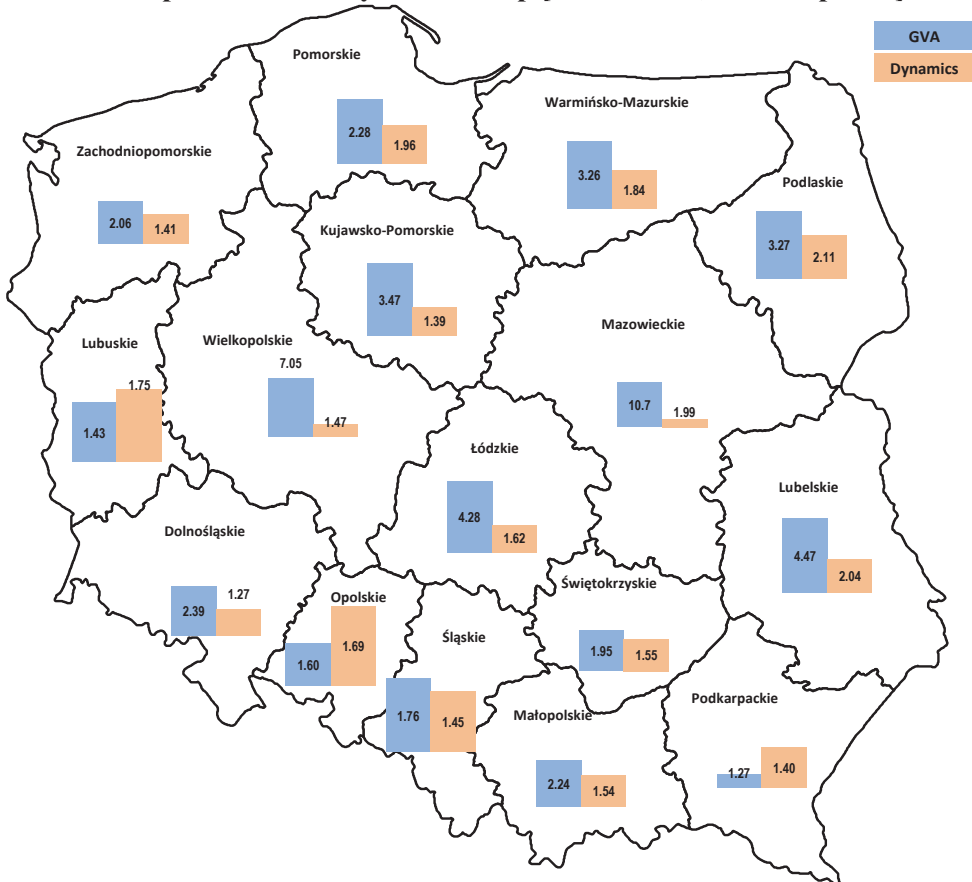 GVA
Dynamics
Pomorskie
2.28
1.96
Warmińsko-Mazurskie
3.26
1.84
Zachodniopomorskie
2.06
1.41
Podlaskie
3.27
2.11
Kujawsko-Pomorskie
3.47
1.39
Mazowieckie
10.7
1.99
Lubuskie
1.75
1.43
Wielkopolskie
7.05
1.47
Łódzkie
4.28
1.62
Lubelskie
4.47
2.04
Dolnośląskie
2.39
1.27
Opolskie
1.60
1.69
Śląskie
1.76
1.45
Świętokrzyskie
1.95
1.55
Małopolskie
2.24
1.54
Podkarpackie
1.27
1.40